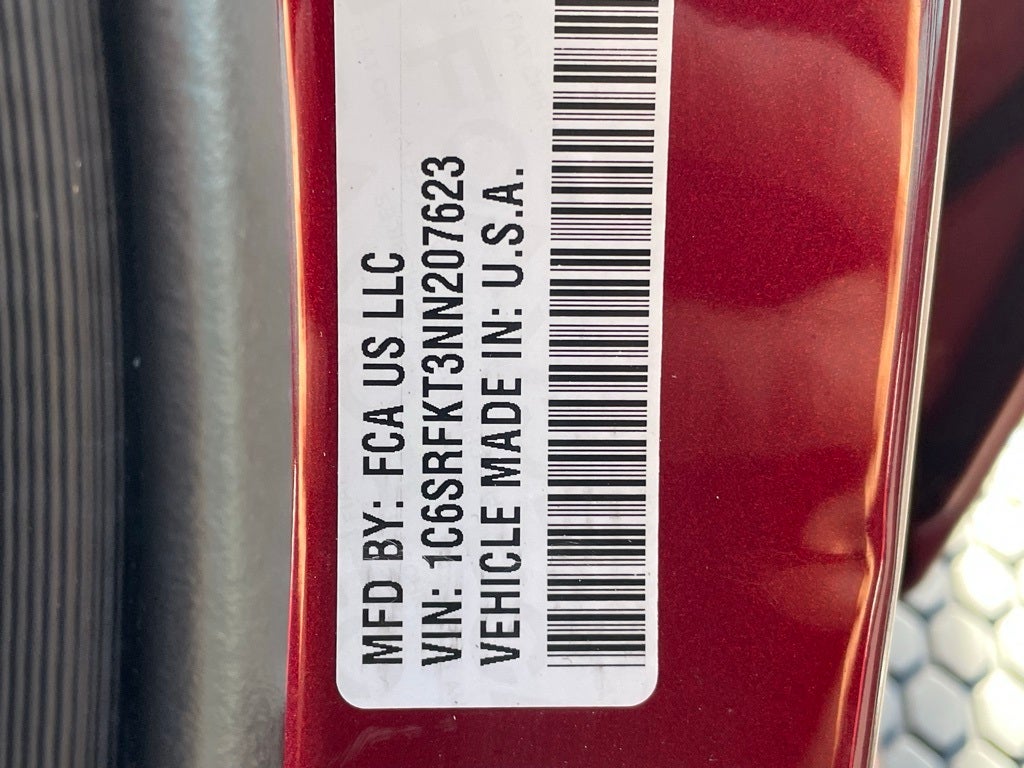 MFD BY: FCA US LLC
VIN: 1C6SRFKT3NN207623
VEHICLE MADE IN: U.S.A.